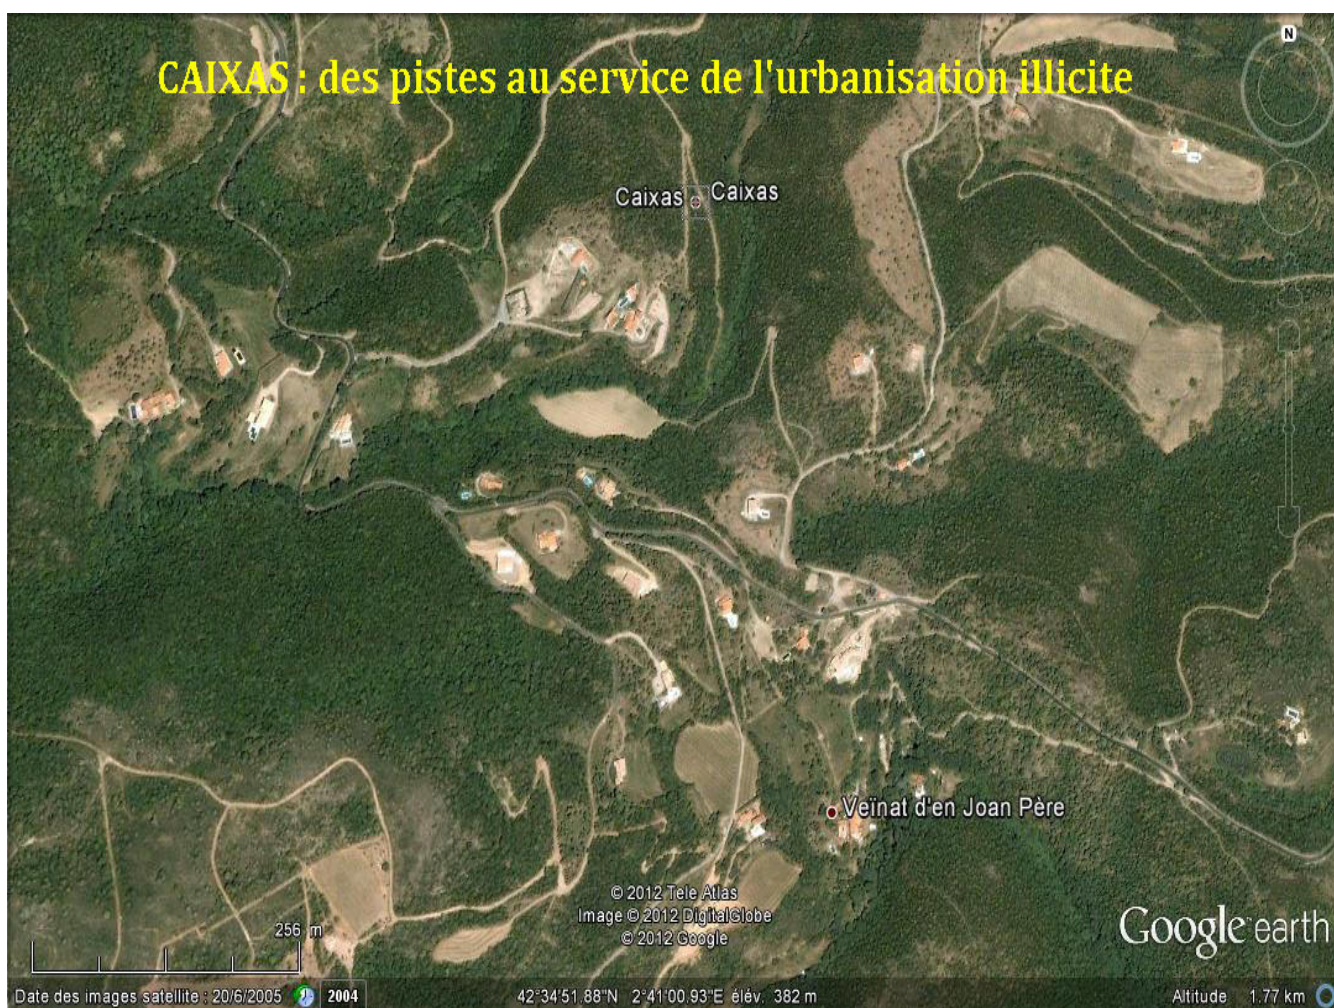 N
CAIXAS : des pistes au service de l'urbanisation illicite
Caixas Caixas
Veïnat d'en Joan Père
© 2012 Tele Atlas
Image © 2012 DigitalGlobe
© 2012 Google
256 m
Google earth
Date des images satellite : 20/6/2005 2004 42°34'51.88"N 2°41'00.93"E élév. 382 m Altitude 1.77 km